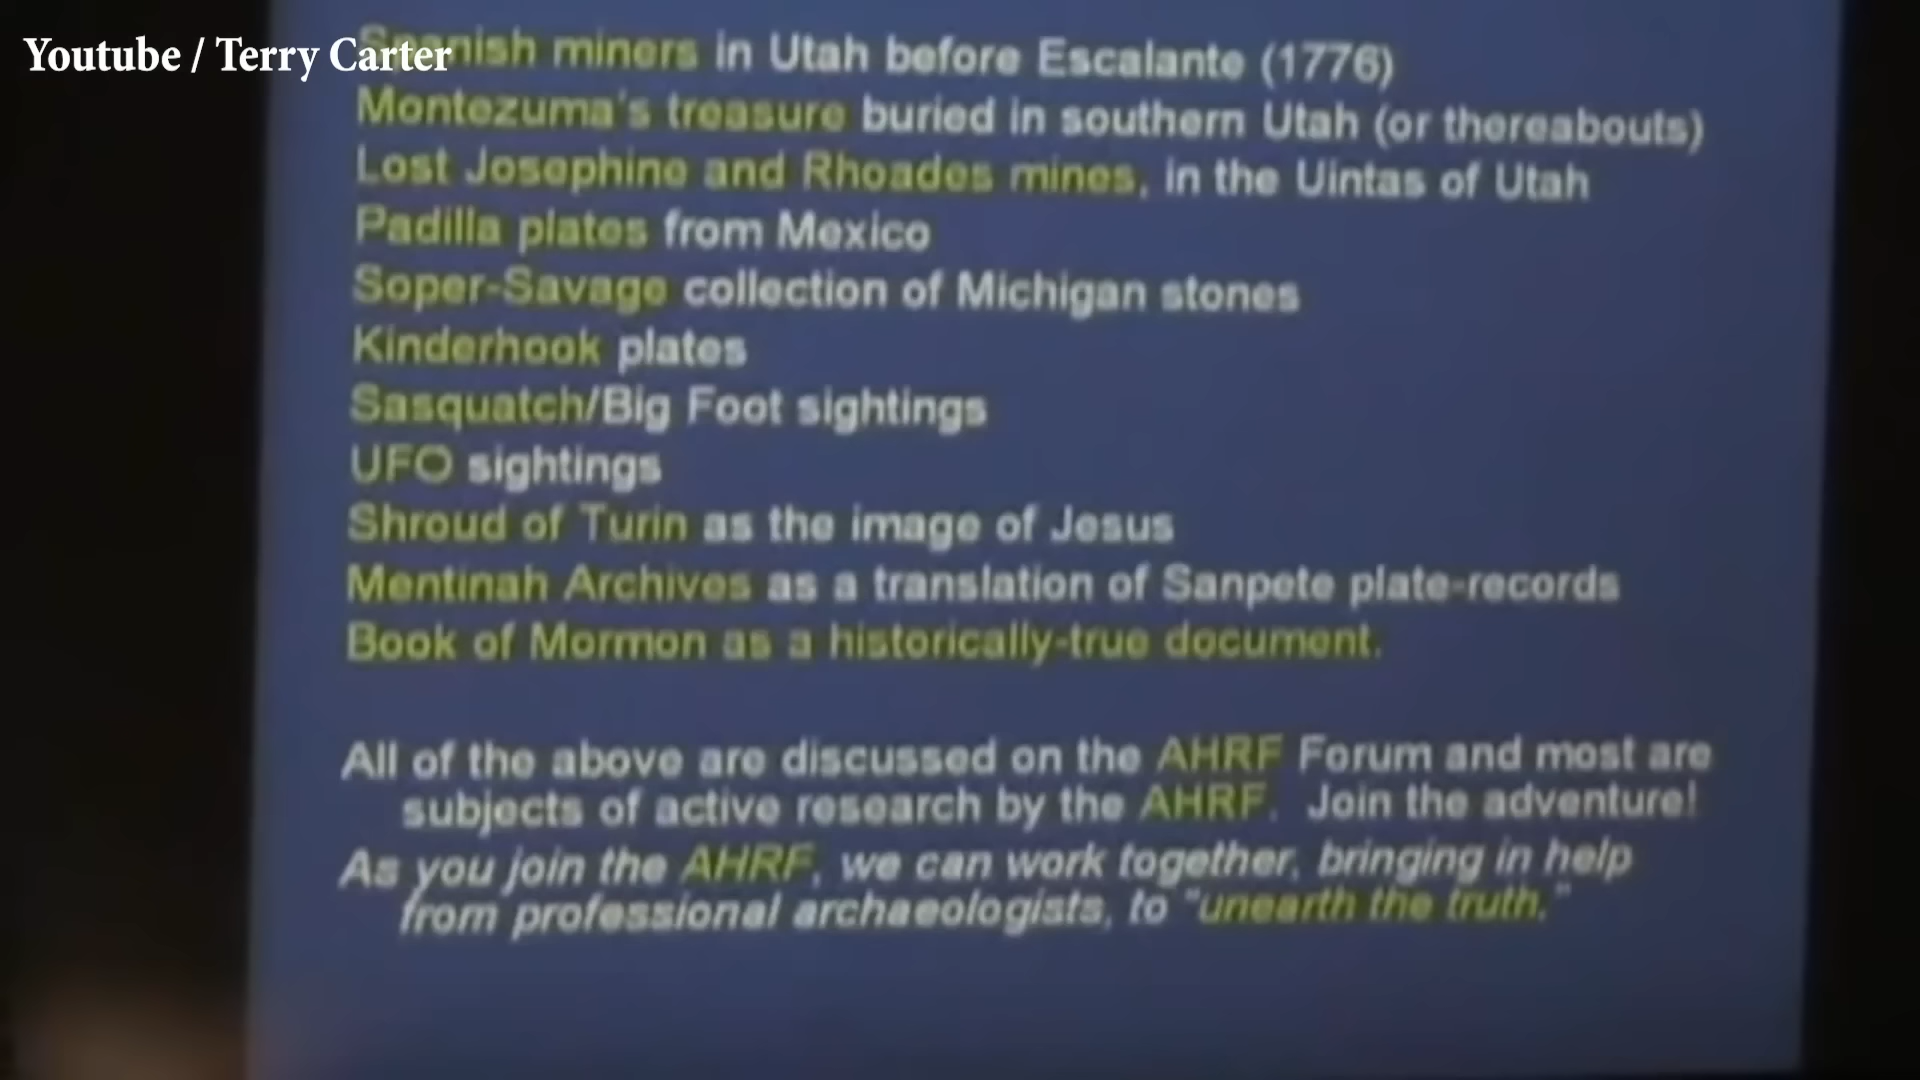 Youtube / Terry Carter
Spanish miners in Utah before Escalante (1776)
Montezuma's treasure buried in southern Utah (or thereabouts)
Lost Josephine and Rhoades mines, in the Uintas of Utah
Padilla plates from Mexico
Soper-Savage collection of Michigan stones
Kinderhook plates
Sasquatch/Big Foot sightings
UFO sightings
Shroud of Turin as the image of Jesus
Mentinah Archives as a translation of Sanpete plate-records
Book of Mormon as a historically-true document.
All of the above are discussed on the AHRF Forum and most are
subjects of active research by the AHRF. Join the adventure!
As you join the AHRF, we can work together, bringing in help
from professional archaeologists, to "unearth the truth."